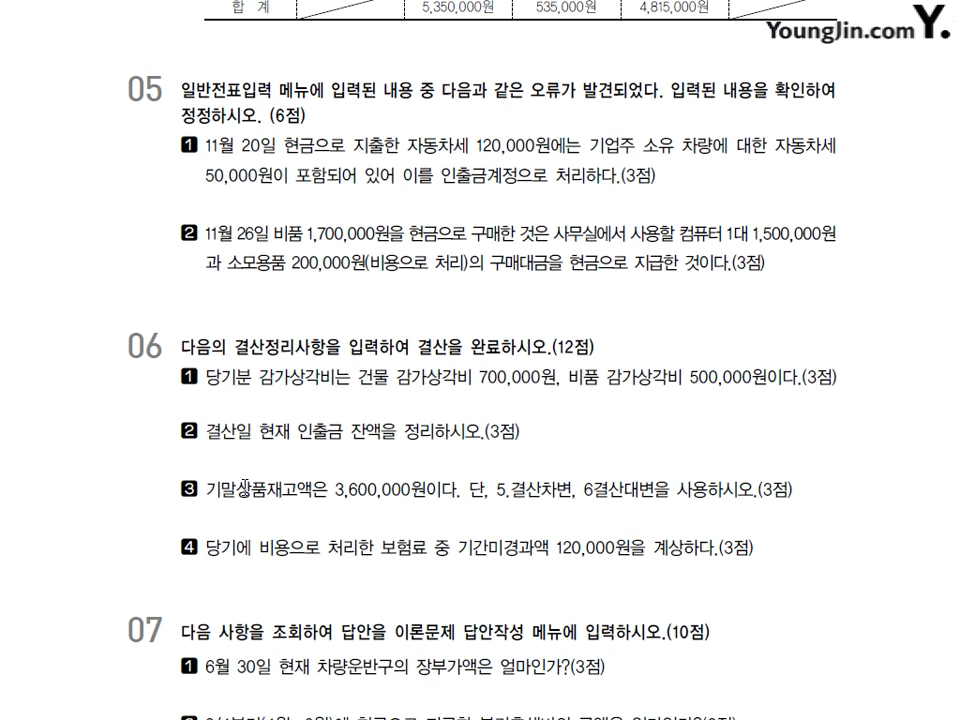 합 계 5,350,000원 535,000원 4,815,000원
YoungJin.com Y.
05 일반전표입력 메뉴에 입력된 내용 중 다음과 같은 오류가 발견되었다. 입력된 내용을 확인하여
정정하시오. (6점)
1 11월 20일 현금으로 지출한 자동차세 120,000원에는 기업주 소유 차량에 대한 자동차세
50,000원이 포함되어 있어 이를 인출금계정으로 처리하다.(3점)
2 11월 26일 비품 1,700,000원을 현금으로 구매한 것은 사무실에서 사용할 컴퓨터 1대 1,500,000원
과 소모용품 200,000원(비용으로 처리)의 구매대금을 현금으로 지급한 것이다.(3점)
06 다음의 결산정리사항을 입력하여 결산을 완료하시오.(12점)
1 당기분 감가상각비는 건물 감가상각비 700,000원, 비품 감가상각비 500,000원이다.(3점)
2 결산일 현재 인출금 잔액을 정리하시오.(3점)
3 기말상품재고액은 3,600,000원이다. 단, 5.결산차변, 6결산대변을 사용하시오.(3점)
4 당기에 비용으로 처리한 보험료 중 기간미경과액 120,000원을 계상하다.(3점)
07 다음 사항을 조회하여 답안을 이론문제 답안작성 메뉴에 입력하시오.(10점)
1 6월 30일 현재 차량운반구의 장부가액은 얼마인가?(3점)